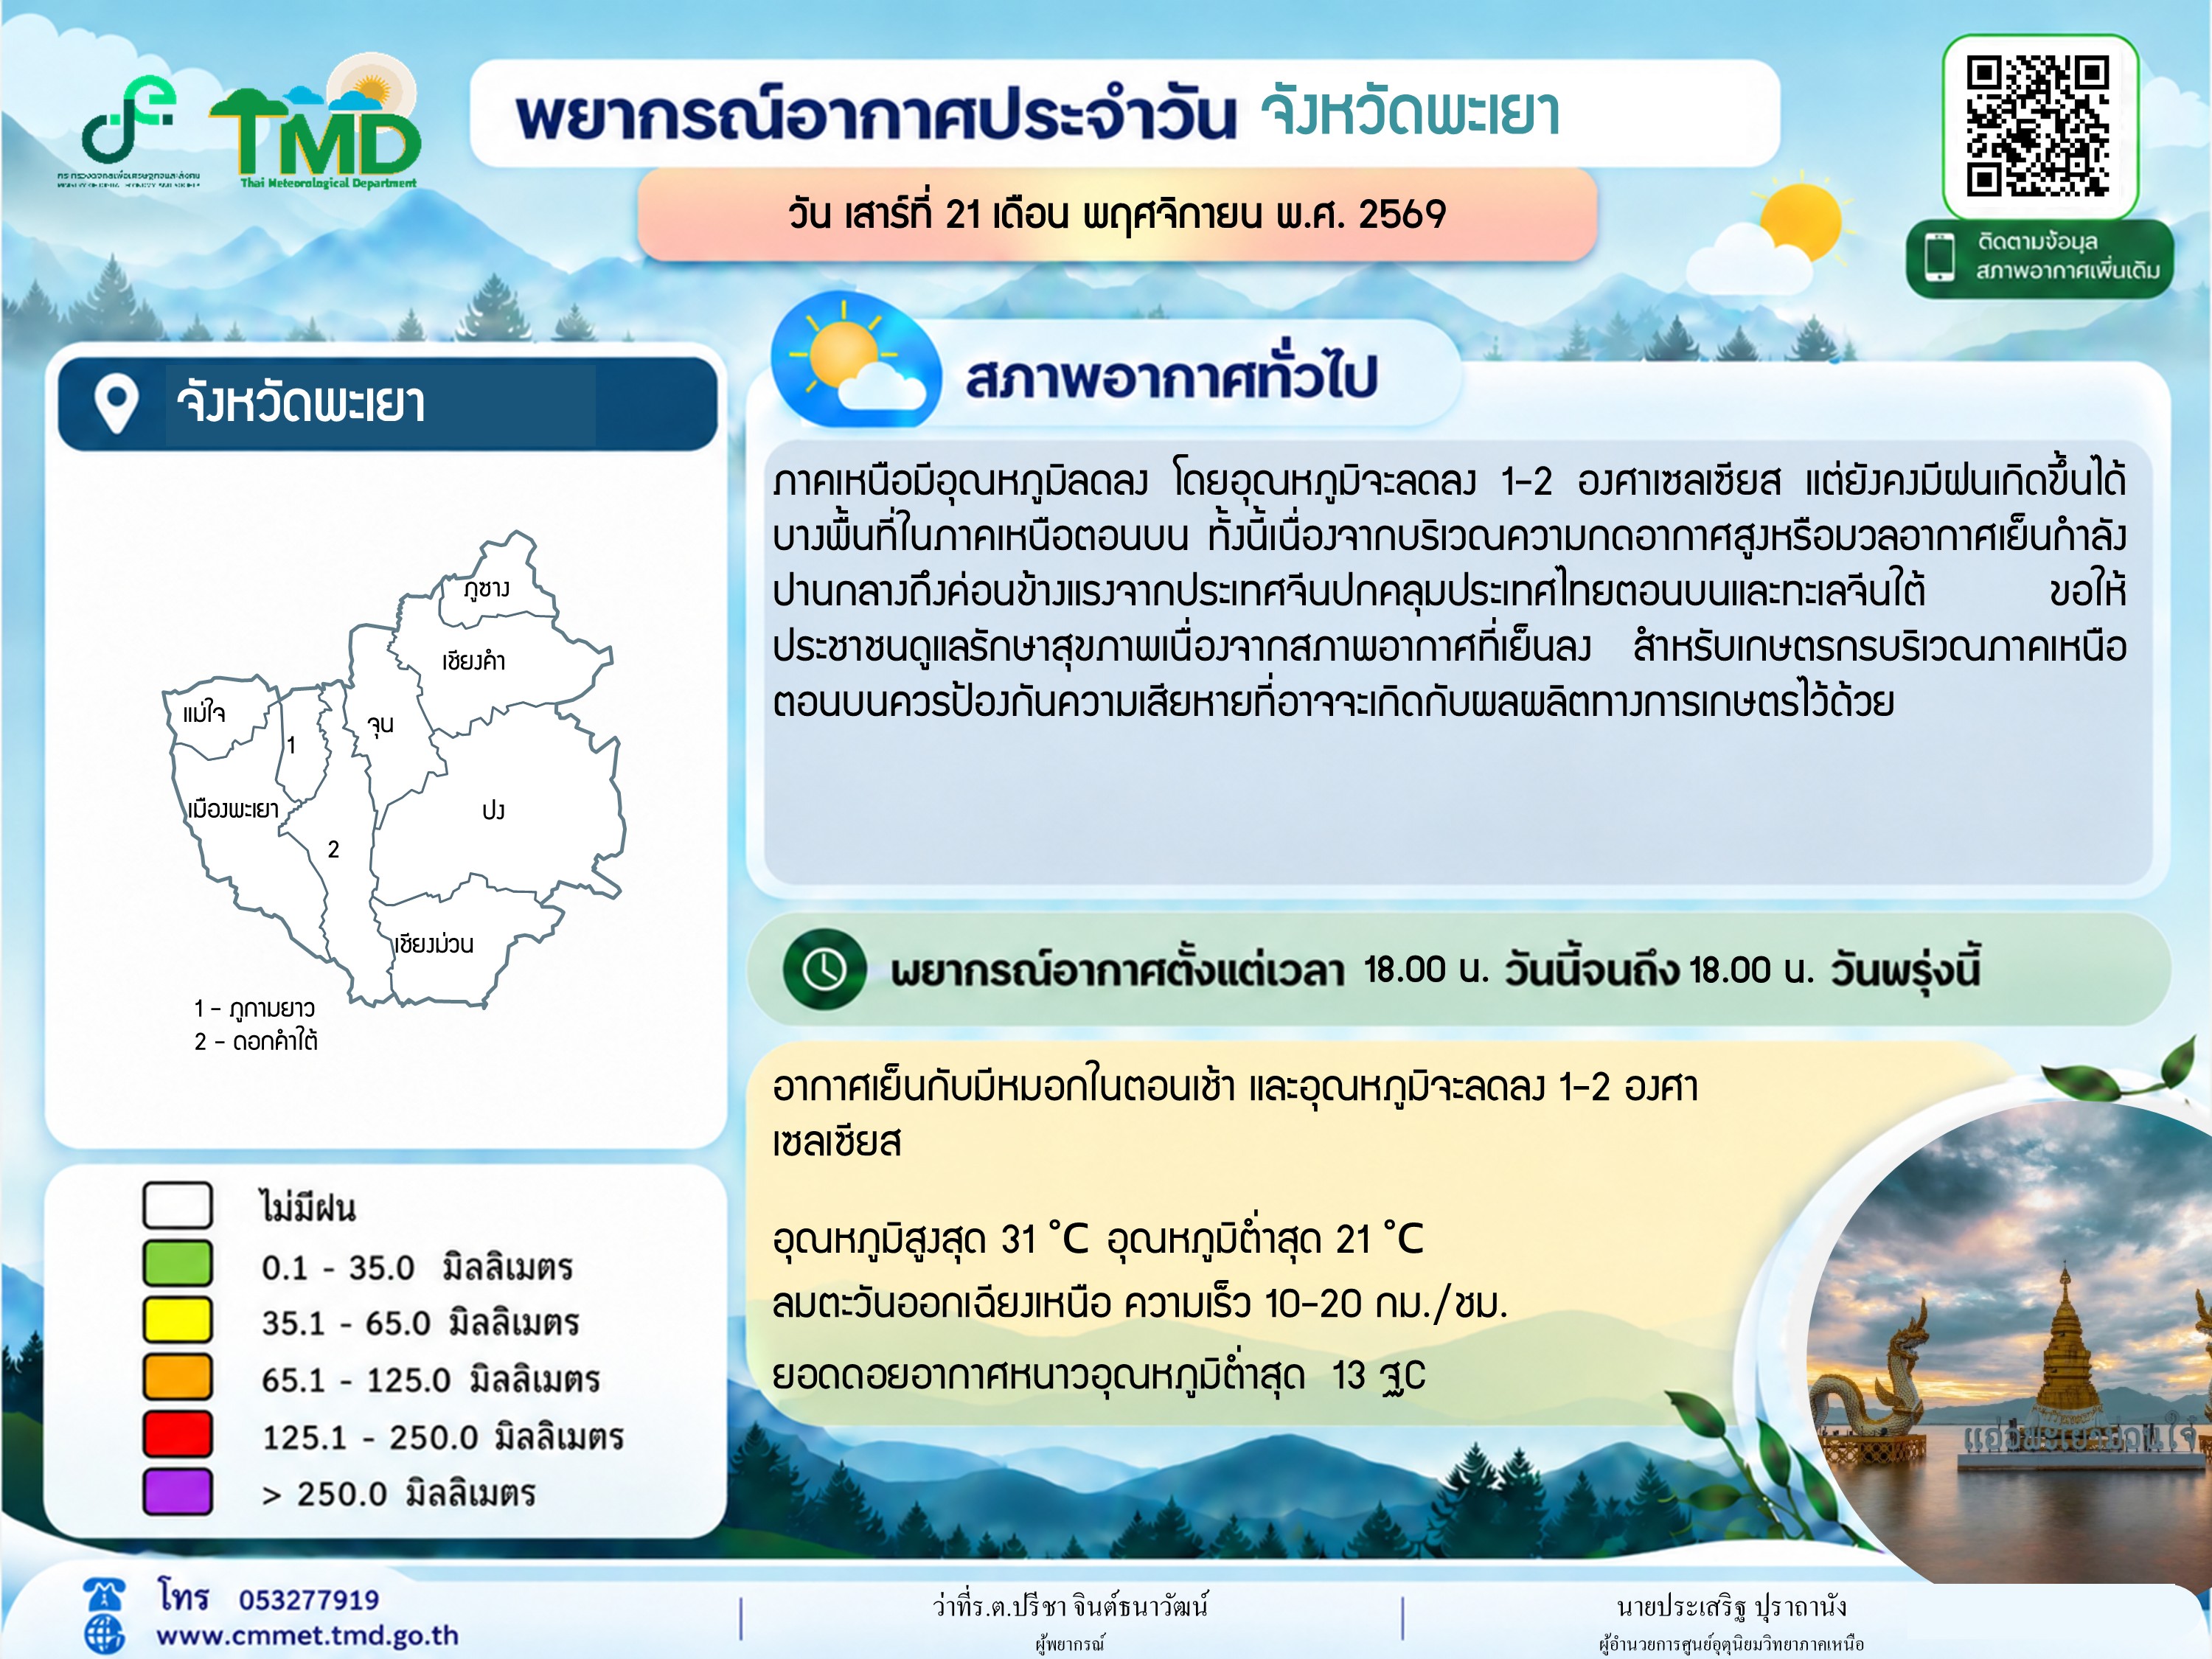 กระทรวงดิจิทัลเพื่อเศรษฐกิจและสังคม
MINISTRY OF DIGITAL ECONOMY AND SOCIETY
TMD
Thai Meteorological Department
พยากรณ์อากาศประจำวัน จังหวัดพะเยา
วัน เสาร์ที่ 21 เดือน พฤศจิกายน พ.ศ. 2569
ติดตามข้อมูล
สภาพอากาศเพิ่มเติม
จังหวัดพะเยา
ภูซาง
เชียงคำ
แม่ใจ
จุน
1
เมืองพะเยา
ปง
2
เชียงม่วน
1 - ภูกามยาว
2 - ดอกคำใต้
ไม่มีฝน
0.1 - 35.0 มิลลิเมตร
35.1 - 65.0 มิลลิเมตร
65.1 - 125.0 มิลลิเมตร
125.1 - 250.0 มิลลิเมตร
> 250.0 มิลลิเมตร
สภาพอากาศทั่วไป
ภาคเหนือมีอุณหภูมิลดลง โดยอุณหภูมิจะลดลง 1-2 องศาเซลเซียส แต่ยังคงมีฝนเกิดขึ้นได้
บางพื้นที่ในภาคเหนือตอนบน ทั้งนี้เนื่องจากบริเวณความกดอากาศสูงหรือมวลอากาศเย็นกำลัง
ปานกลางถึงค่อนข้างแรงจากประเทศจีนปกคลุมประเทศไทยตอนบนและทะเลจีนใต้ ขอให้
ประชาชนดูแลรักษาสุขภาพเนื่องจากสภาพอากาศที่เย็นลง สำหรับเกษตรกรบริเวณภาคเหนือ
ตอนบนควรป้องกันความเสียหายที่อาจจะเกิดกับผลผลิตทางการเกษตรไว้ด้วย
พยากรณ์อากาศตั้งแต่เวลา 18.00 น. วันนี้จนถึง 18.00 น. วันพรุ่งนี้
อากาศเย็นกับมีหมอกในตอนเช้า และอุณหภูมิจะลดลง 1-2 องศา
เซลเซียส
อุณหภูมิสูงสุด 31 °C อุณหภูมิต่ำสุด 21 °C
ลมตะวันออกเฉียงเหนือ ความเร็ว 10-20 กม./ชม.
ยอดดอยอากาศหนาวอุณหภูมิต่ำสุด 13 ฐC
โทร 053277919
www.cmmet.tmd.go.th
ว่าที่ร.ต.ปรีชา จินต์ธนาวัฒน์
ผู้พยากรณ์
นายประเสริฐ ปุราถานัง
ผู้อำนวยการศูนย์อุตุนิยมวิทยาภาคเหนือ